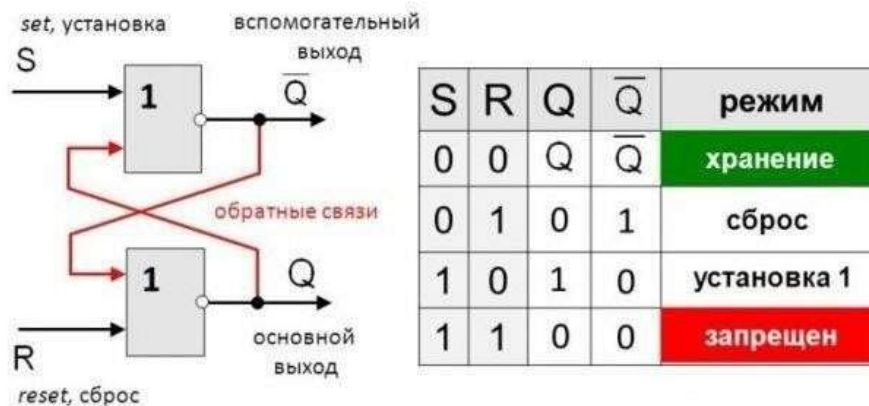 set, установка
вспомогательный
выход
S
Q̅
1
обратные связи
1
Q
R
основной
выход
reset, сброс
S R Q Q̅ режим
0 0 Q Q̅ хранение
0 1 0 1 сброс
1 0 1 0 установка 1
1 1 0 0 запрещен